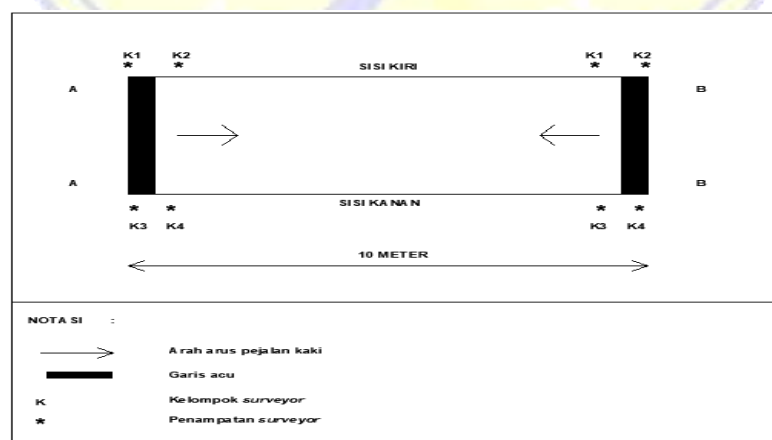 K1 K2 K1 K2
* * * *
SISI KIRI
A B
A B
SISI KANAN
* * * *
K3 K4 K3 K4
10 METER
NOTASI :
Arah arus pejalan kaki
Garis acu
K Kelompok surveyor
* Penampatan surveyor